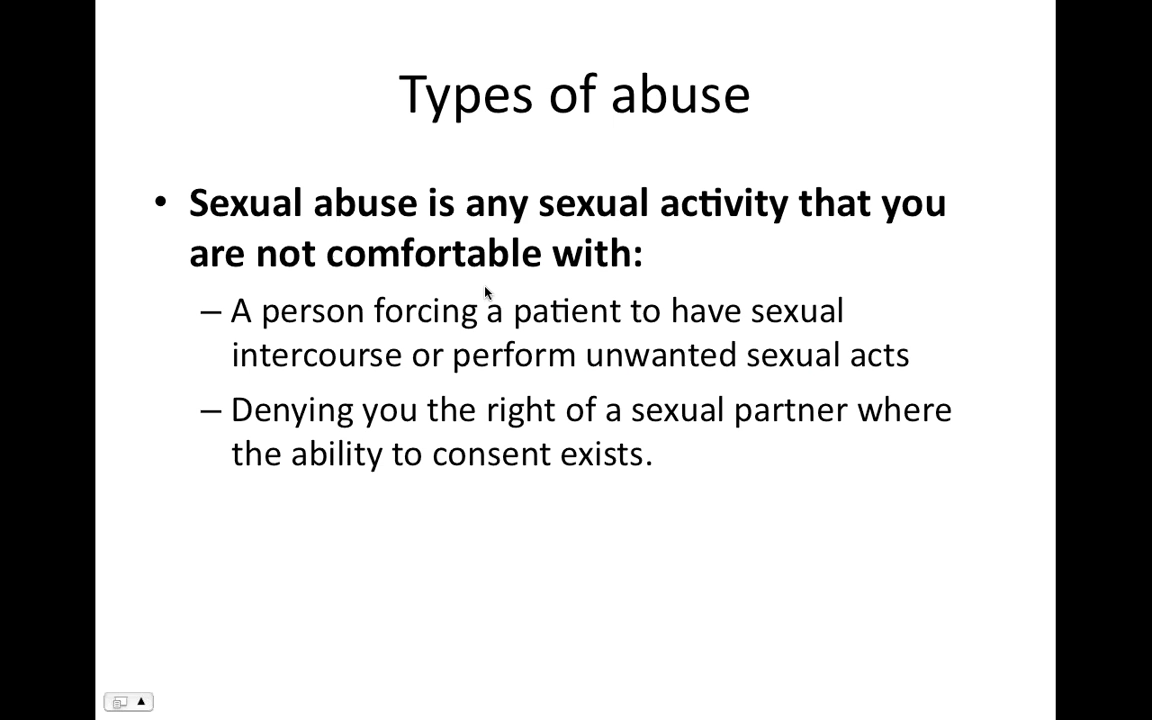 Types of abuse
• Sexual abuse is any sexual activity that you
are not comfortable with:
– A person forcing a patient to have sexual
intercourse or perform unwanted sexual acts
– Denying you the right of a sexual partner where
the ability to consent exists.